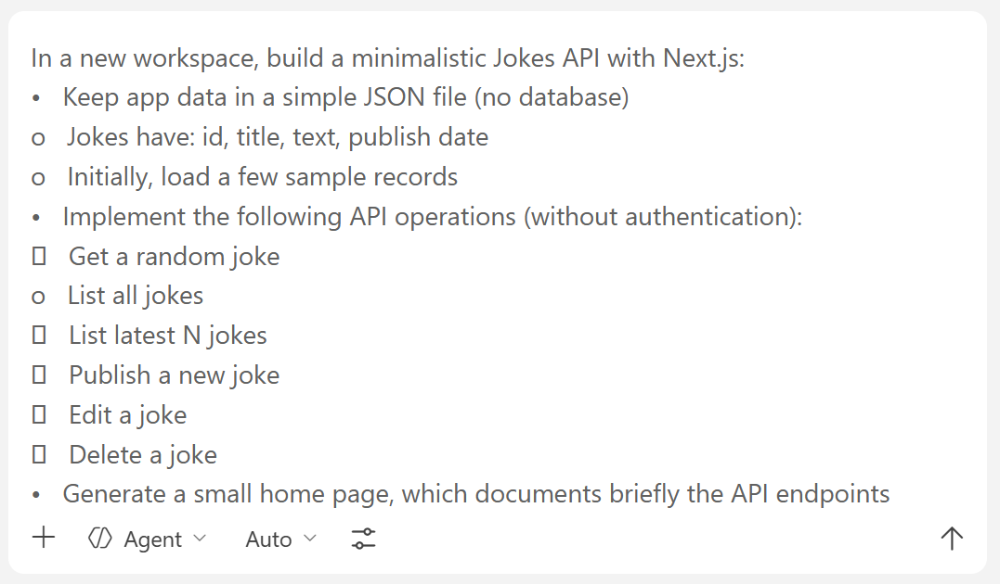 In a new workspace, build a minimalistic Jokes API with Next.js:
• Keep app data in a simple JSON file (no database)
o Jokes have: id, title, text, publish date
o Initially, load a few sample records
• Implement the following API operations (without authentication):
▯ Get a random joke
o List all jokes
▯ List latest N jokes
▯ Publish a new joke
▯ Edit a joke
▯ Delete a joke
• Generate a small home page, which documents briefly the API endpoints
Agent Auto